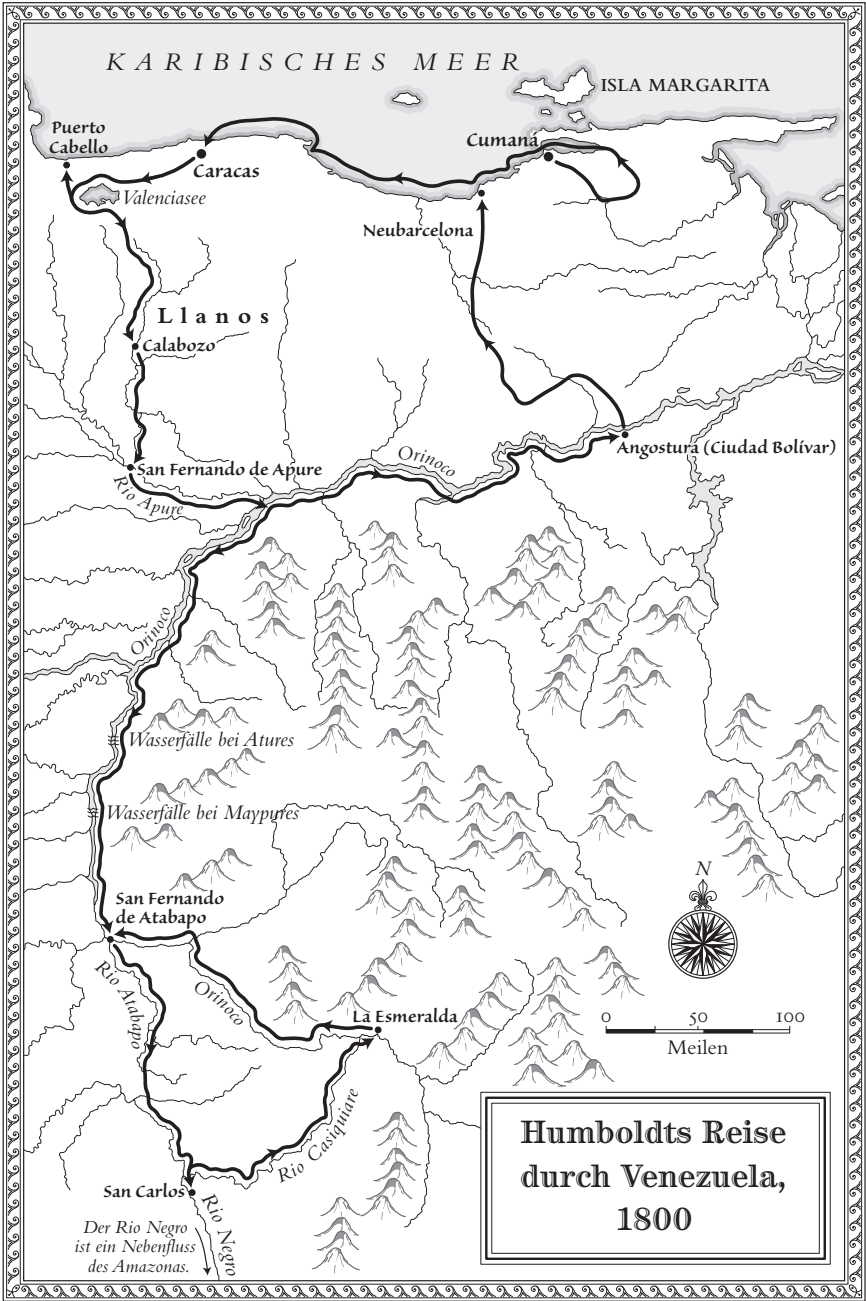 KARIBISCHES MEER
ISLA MARGARITA
Puerto
Cabello
Caracas
Cumaná
Valenciasee
Neubarcelona
Llanos
Calabozo
San Fernando de Apure
Rio Apure
Orinoco
Angostura (Ciudad Bolívar)
Orinoco
Wasserfälle bei Atures
Wasserfälle bei Maypures
San Fernando
de Atabapo
N
Rio Atabapo
Orinoco
La Esmeralda
0 50 100
Meilen
Rio Casiquiare
San Carlos
Rio Negro
Der Rio Negro
ist ein Nebenfluss
des Amazonas.
Humboldts Reise
durch Venezuela,
1800